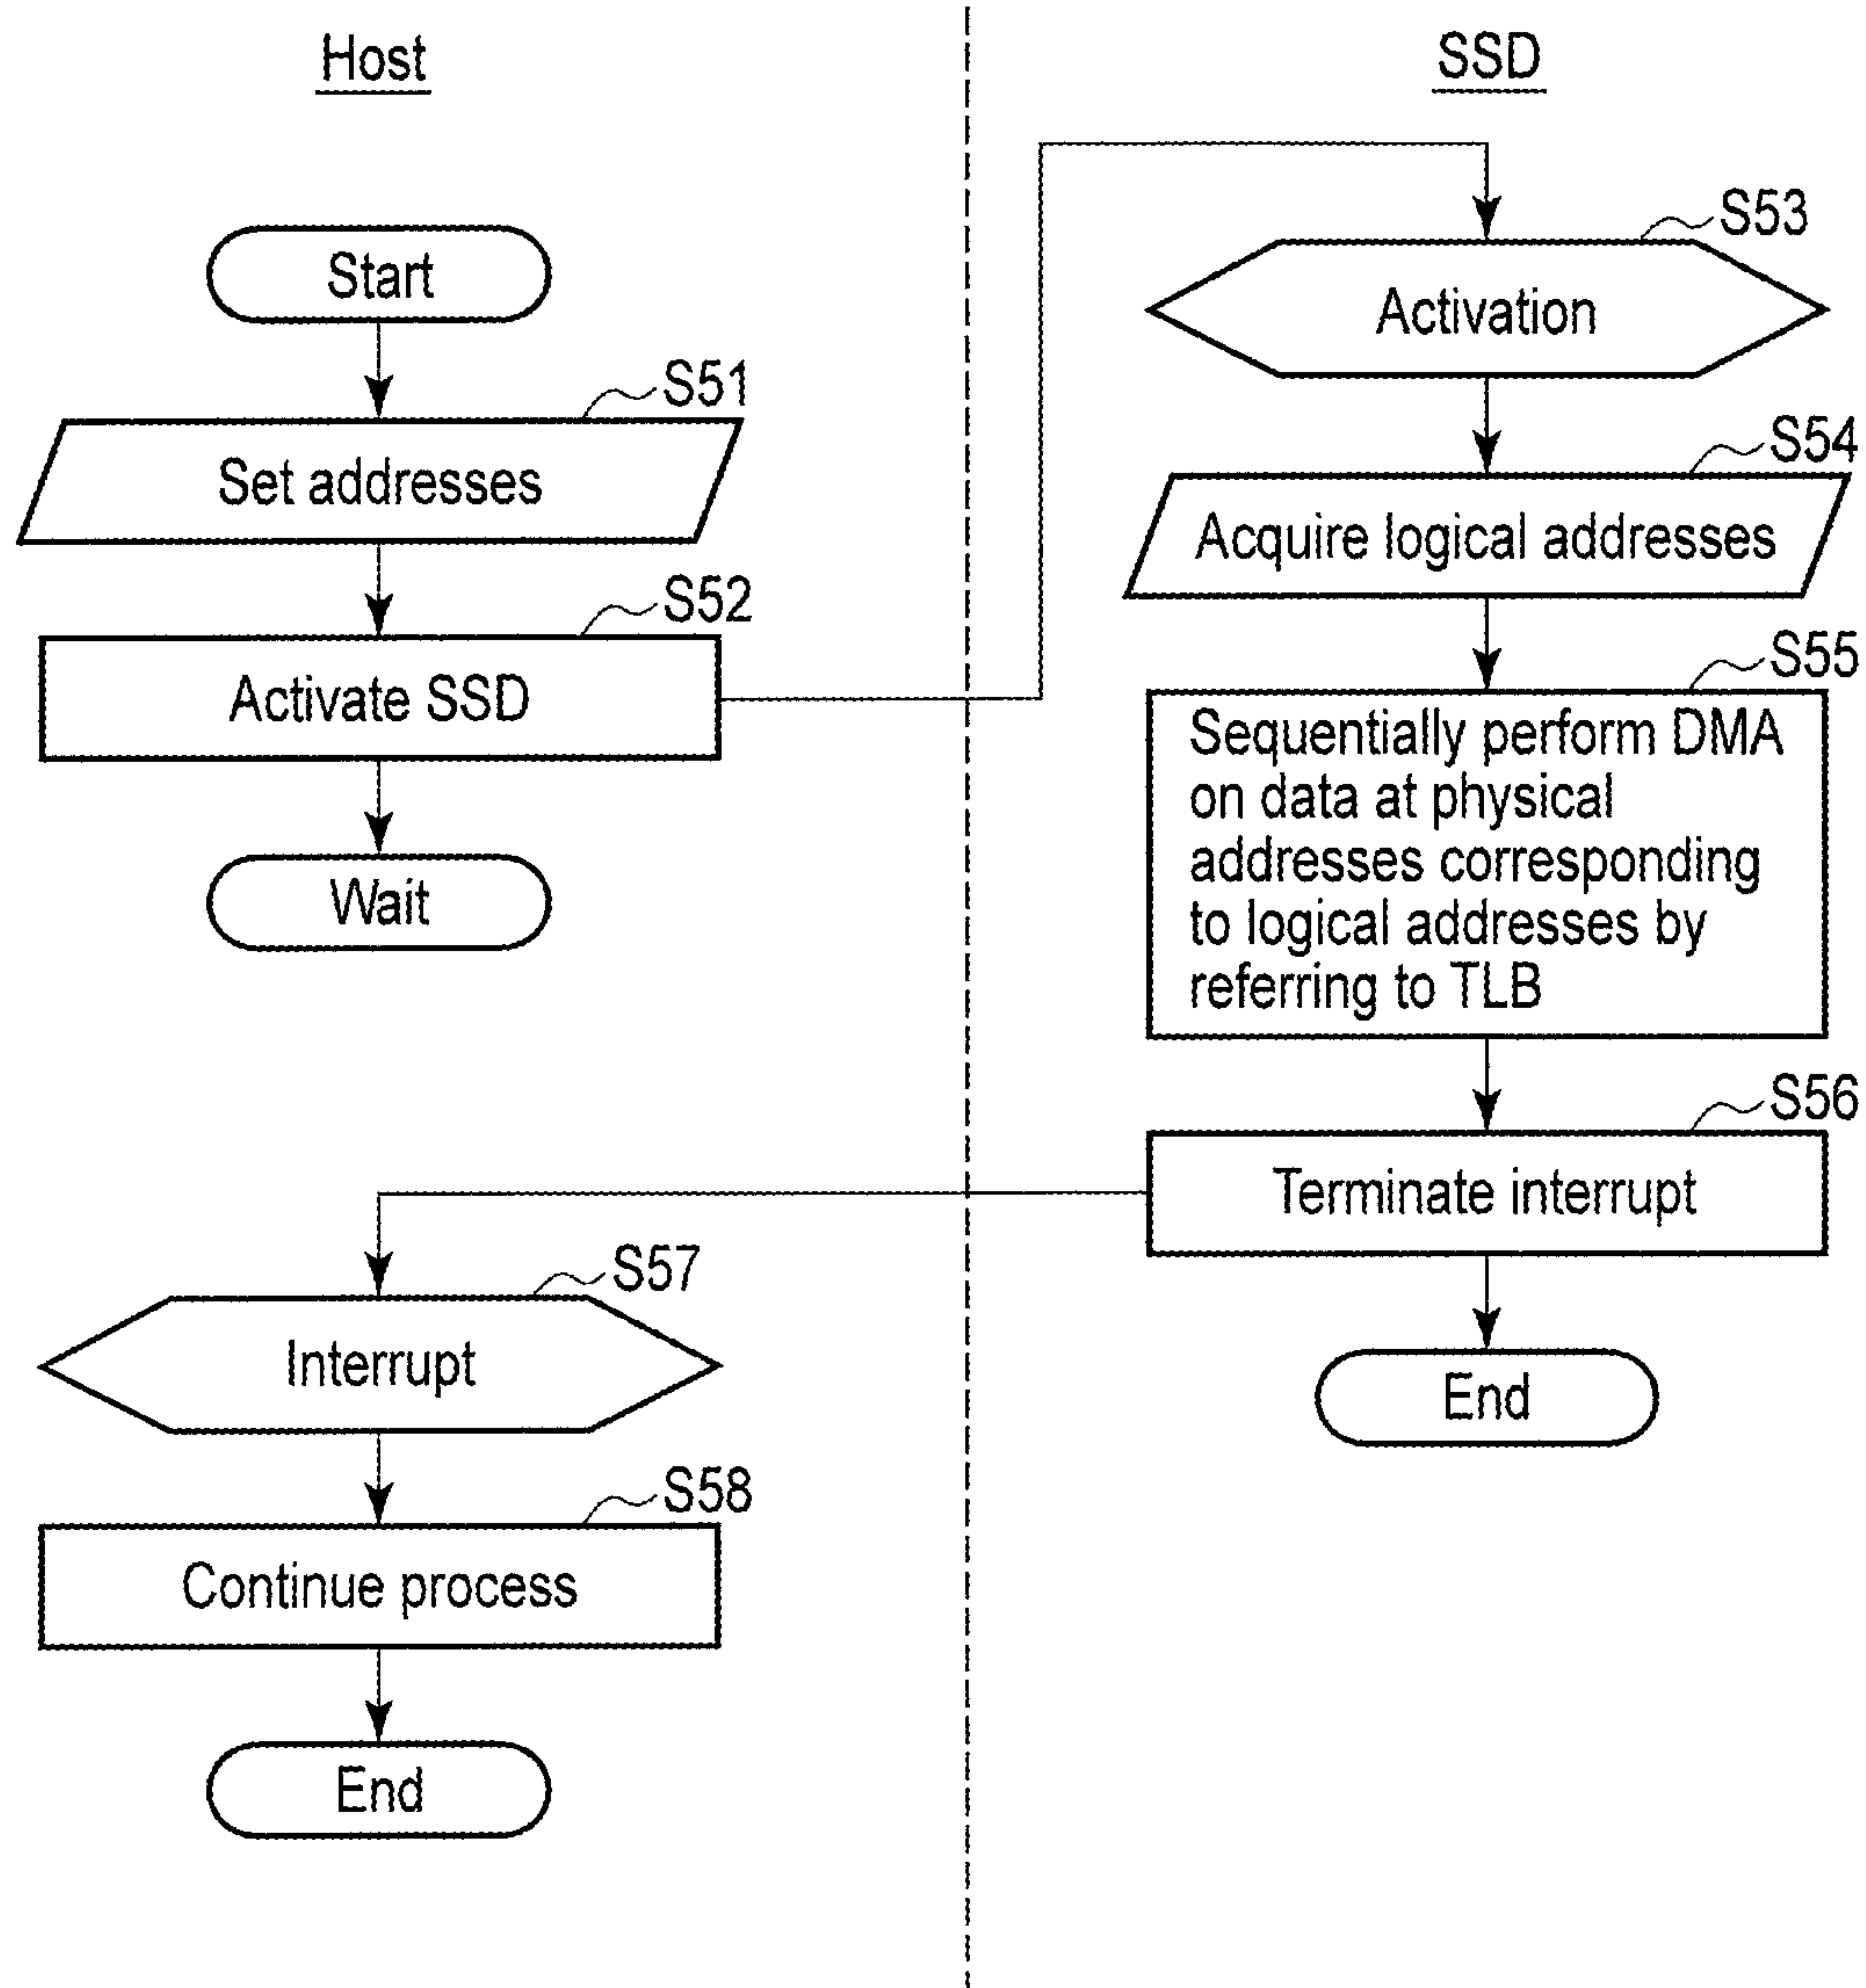 Host
Start
S51
Set addresses
S52
Activate SSD
Wait
SSD
S53
Activation
S54
Acquire logical addresses
S55
Sequentially perform DMA
on data at physical
addresses corresponding
to logical addresses by
referring to TLB
S56
Terminate interrupt
End
S57
Interrupt
S58
Continue process
End